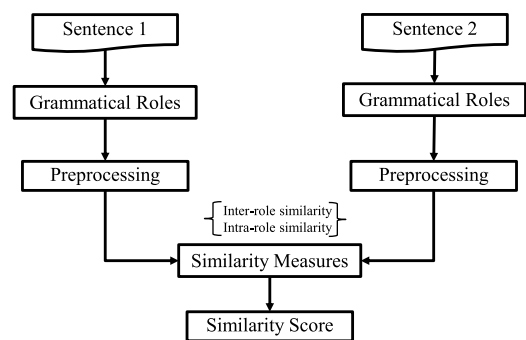 Sentence 1
Sentence 2
Grammatical Roles
Grammatical Roles
Preprocessing
Preprocessing
Inter-role similarity
Intra-role similarity
Similarity Measures
Similarity Score